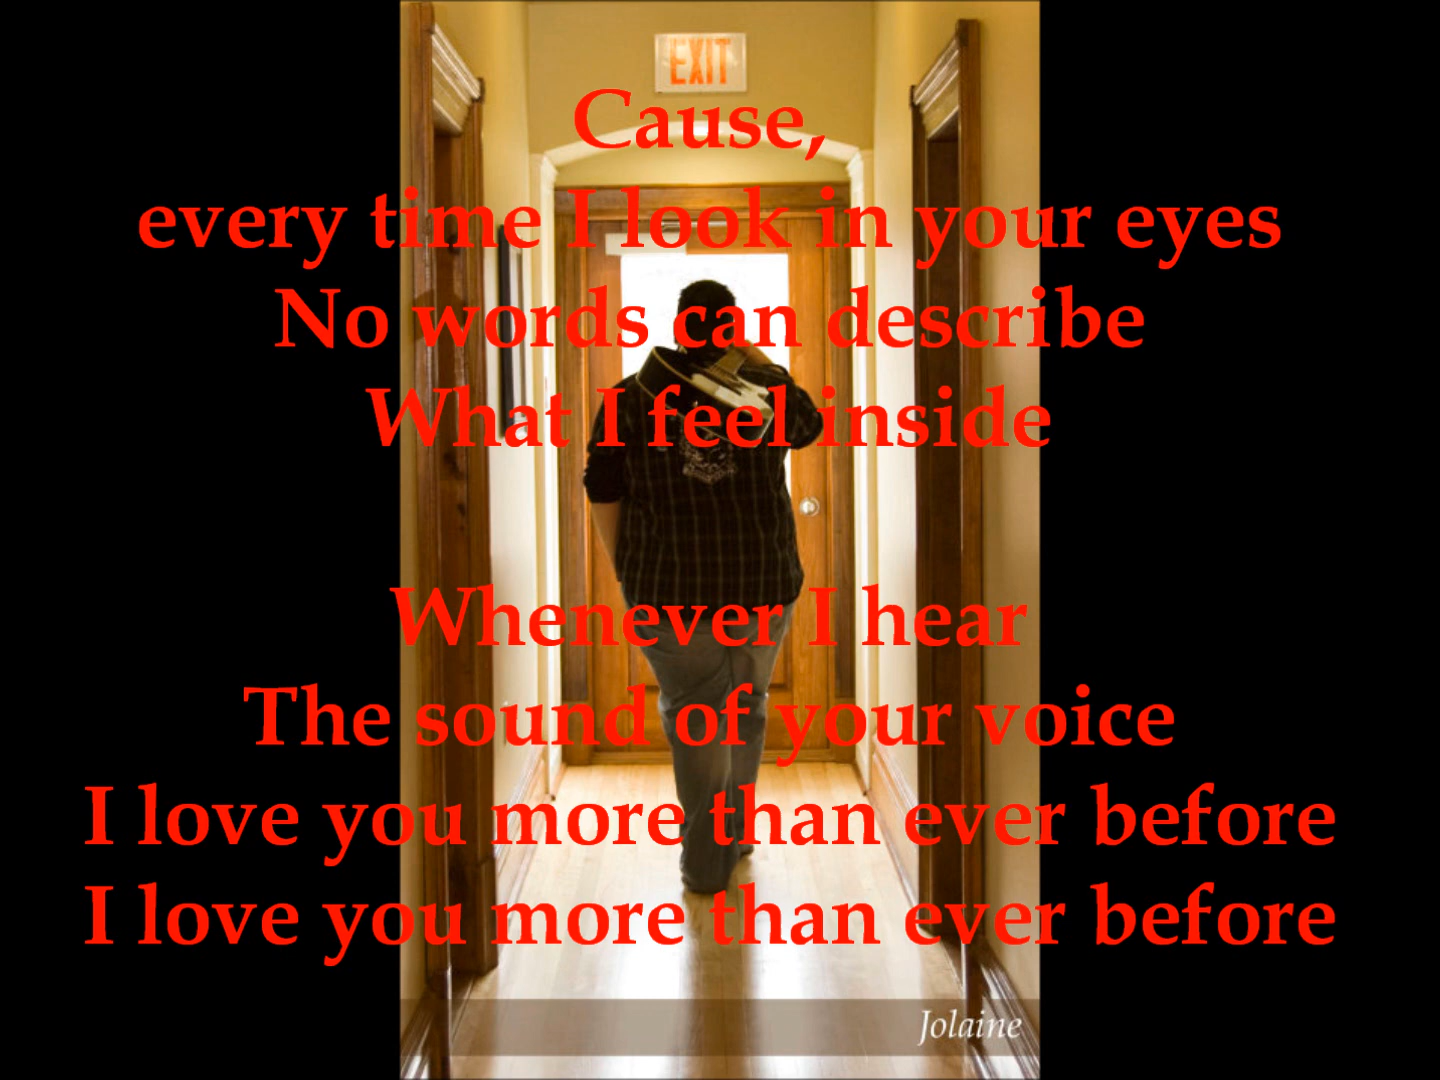 EXIT
Cause,
every time I look in your eyes
No words can describe
What I feel inside
Whenever I hear
The sound of your voice
I love you more than ever before
I love you more than ever before
Jolaine